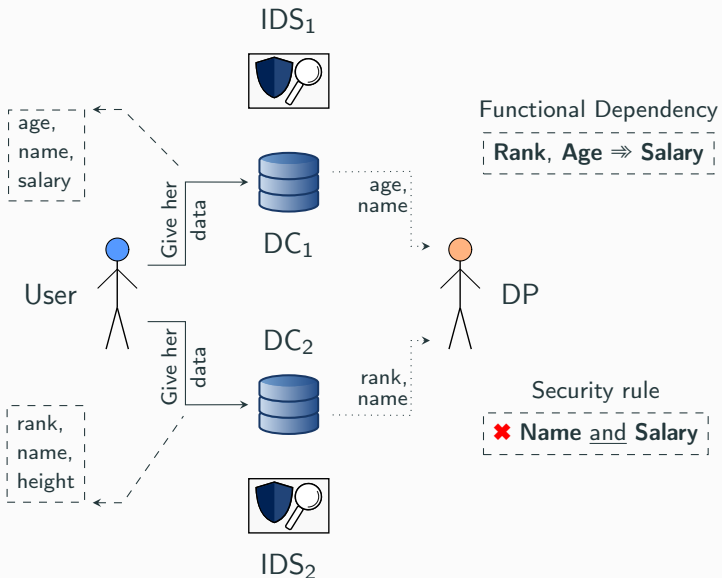 IDS₁
Functional Dependency
Rank, Age ↠ Salary
age,
name,
salary
Give her
data
age,
name
DC₁
User
DP
DC₂
Give her
data
rank,
name
Security rule
✖ Name and Salary
rank,
name,
height
IDS₂